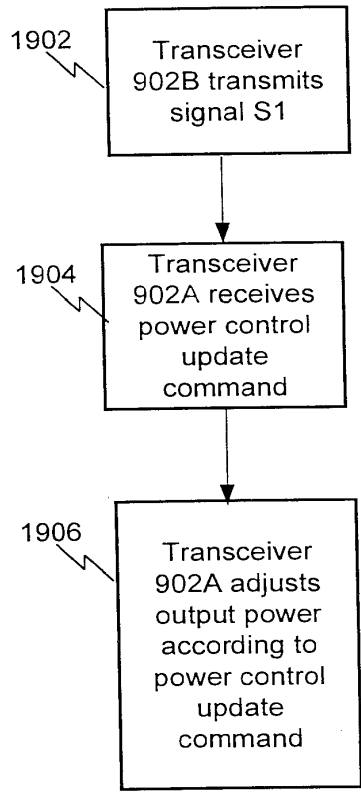 1902
Transceiver
902B transmits
signal S1
1904
Transceiver
902A receives
power control
update
command
1906
Transceiver
902A adjusts
output power
according to
power control
update
command